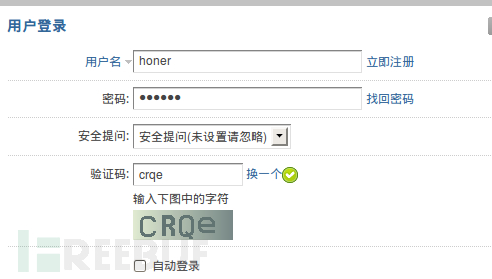 用户登录
用户名 honer 立即注册
密码: ●●●●●● 找回密码
安全提问: 安全提问(未设置请忽略)
验证码: crqe 换一个
输入下图中的字符
CRQe
自动登录
FREEBUF